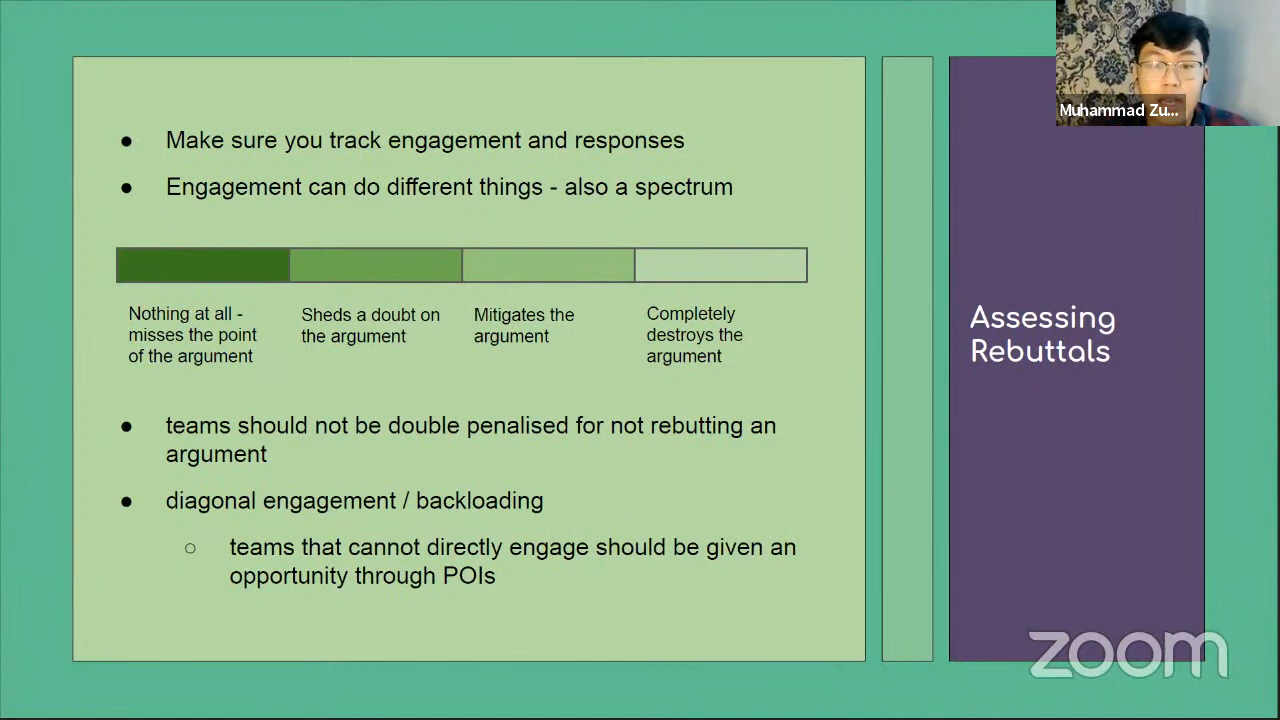 ● Make sure you track engagement and responses
● Engagement can do different things - also a spectrum
Nothing at all -
misses the point
of the argument
Sheds a doubt on
the argument
Mitigates the
argument
Completely
destroys the
argument
● teams should not be double penalised for not rebutting an
argument
● diagonal engagement / backloading
○ teams that cannot directly engage should be given an
opportunity through POIs
Assessing
Rebuttals
Muhammad Zu...
zoom